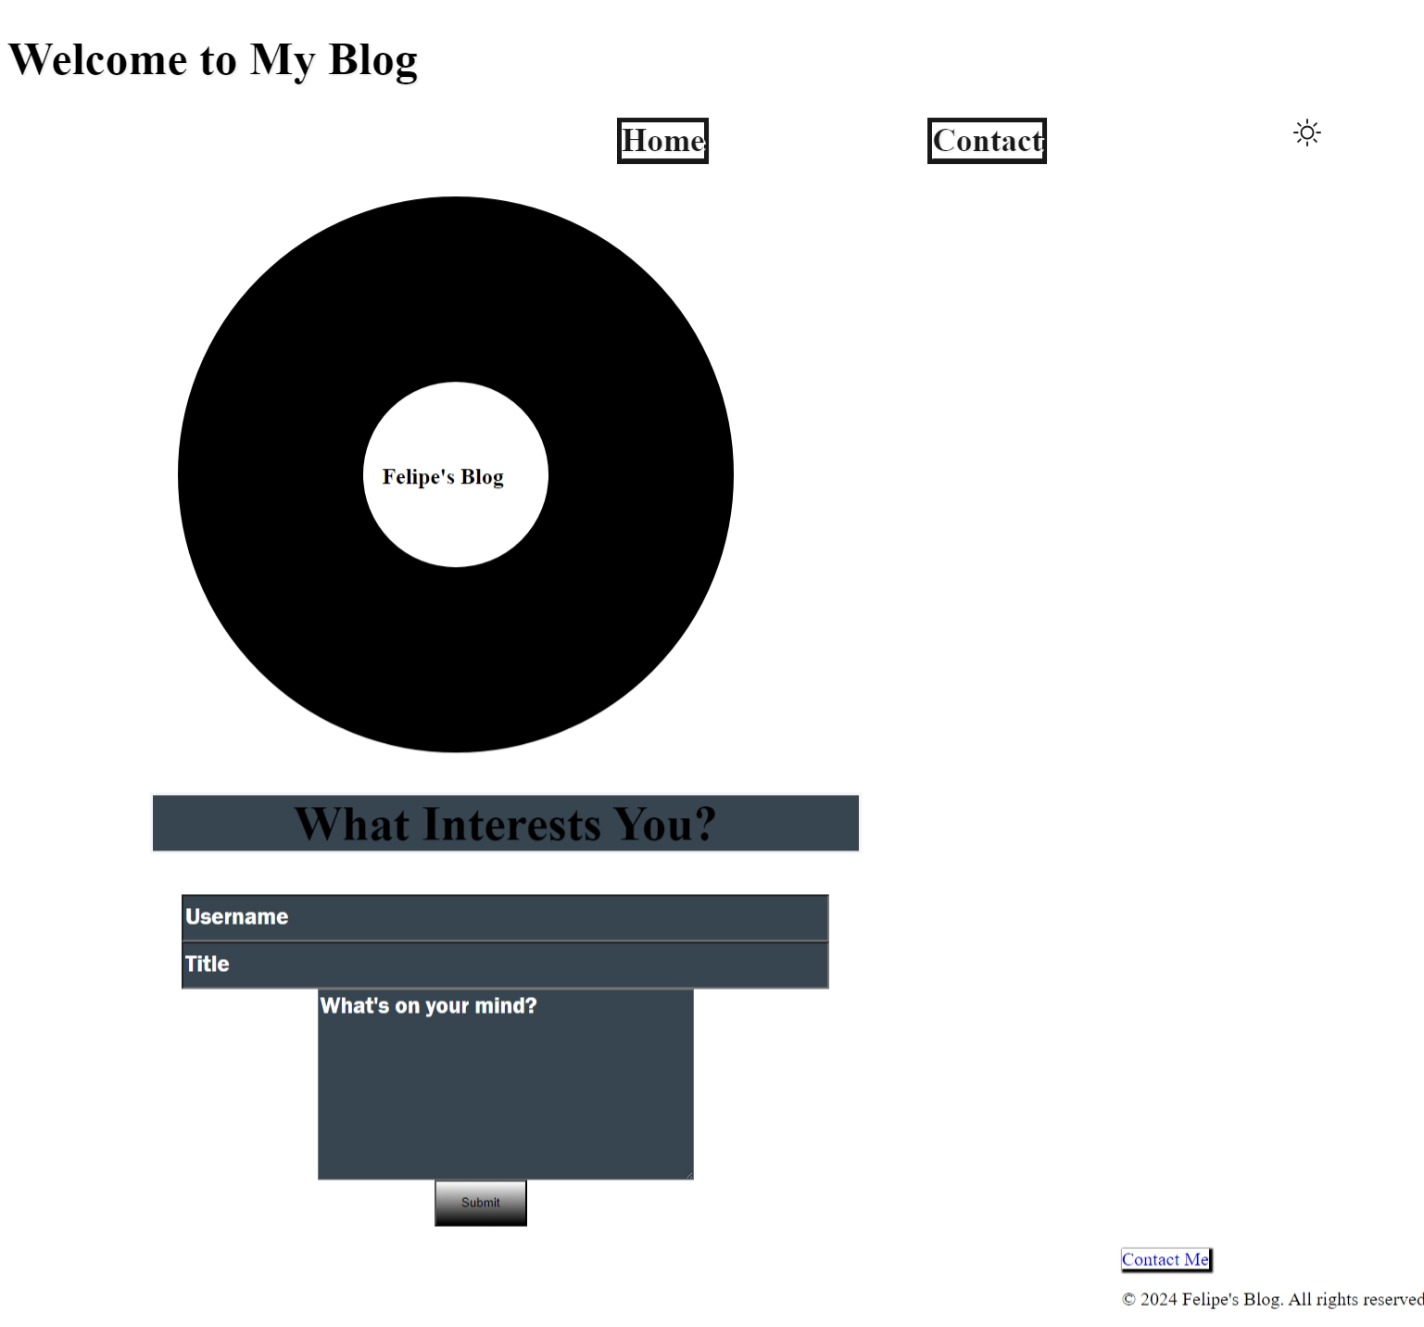 Welcome to My Blog
Home
Contact
Felipe's Blog
What Interests You?
Username
Title
What's on your mind?
Submit
Contact Me
© 2024 Felipe's Blog. All rights reserved